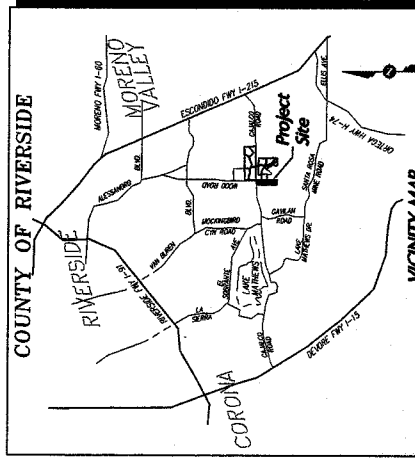 COUNTY OF RIVERSIDE
MORENO FWY I-60
MORENO
VALLEY
RIVERSIDE
ALESSANDRO
BLVD.
ESCONDIDO FWY I-215
RIVERSIDE FWY I-91
VAN BUREN
BLVD.
WOOD ROAD
CAJALCO
ROAD
Project
Site
MOCKINGBIRD
CYN ROAD
CORONA
LA
SIERRA
EL
SOBRANTE
AVE
LAKE
MATHEWS
GAVILAN
ROAD
SANTA ROSA
MINE ROAD
ELLIS AVE.
LAKE
MATHEWS DR.
CAJALCO
ROAD
ORTEGA HWY H-74
DEVORE FWY I-15
VICINITY MAP